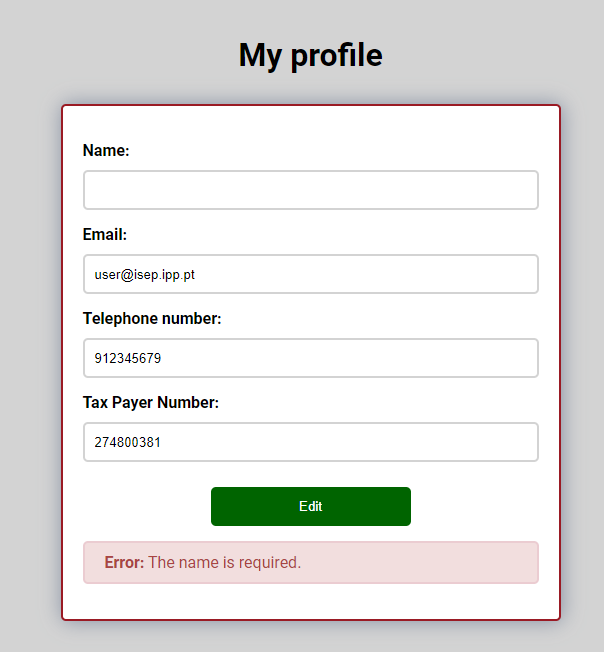 My profile
Name:
Email:
user@isep.ipp.pt
Telephone number:
912345679
Tax Payer Number:
274800381
Edit
Error: The name is required.